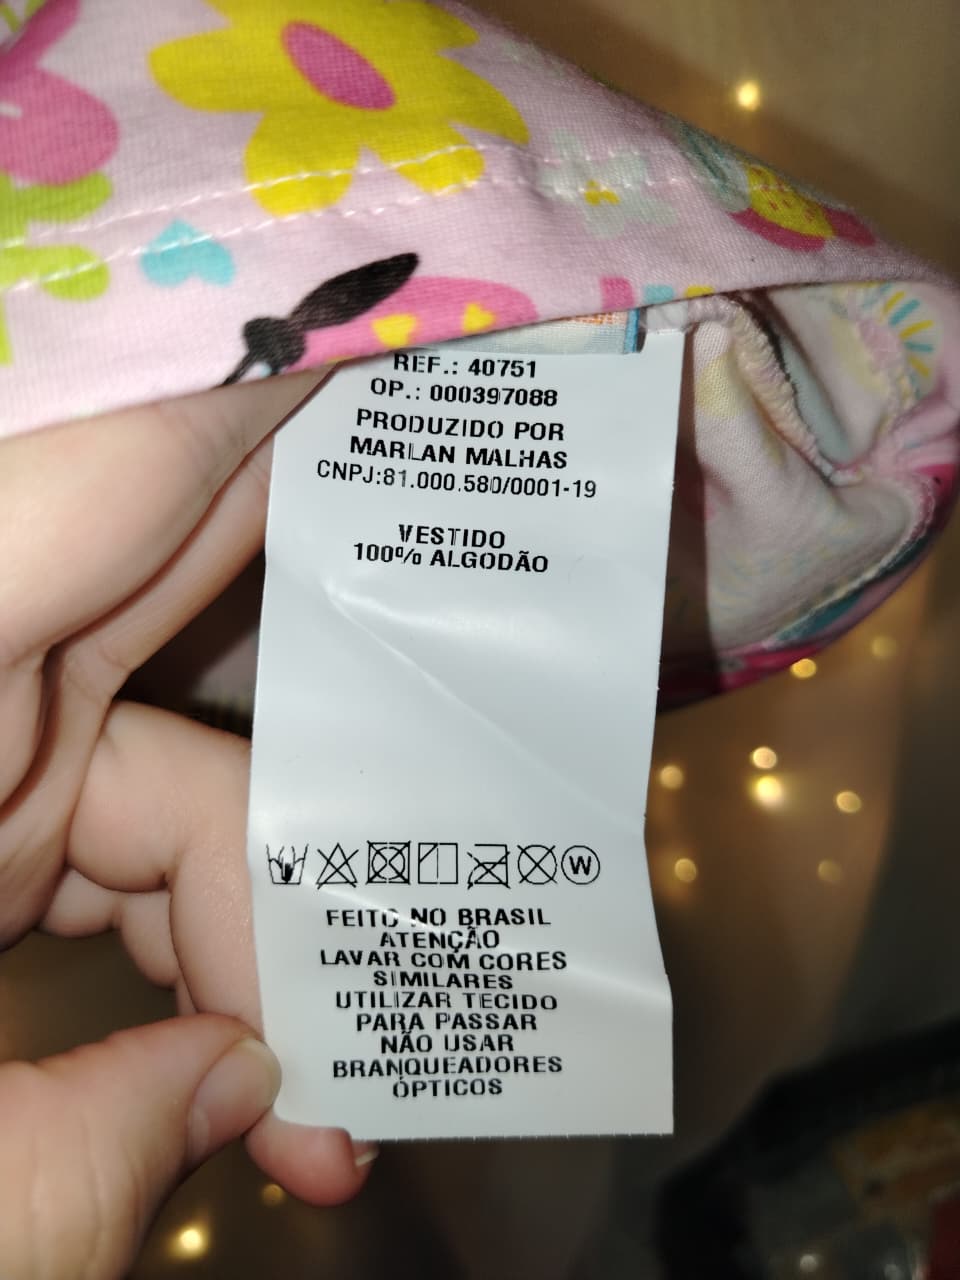 REF.: 40751
OP.: 000397088
PRODUZIDO POR
MARLAN MALHAS
CNPJ:81.000.580/0001-19
VESTIDO
100% ALGODÃO
W
FEITO NO BRASIL
ATENÇÃO
LAVAR COM CORES
SIMILARES
UTILIZAR TECIDO
PARA PASSAR
NÃO USAR
BRANQUEADORES
ÓPTICOS